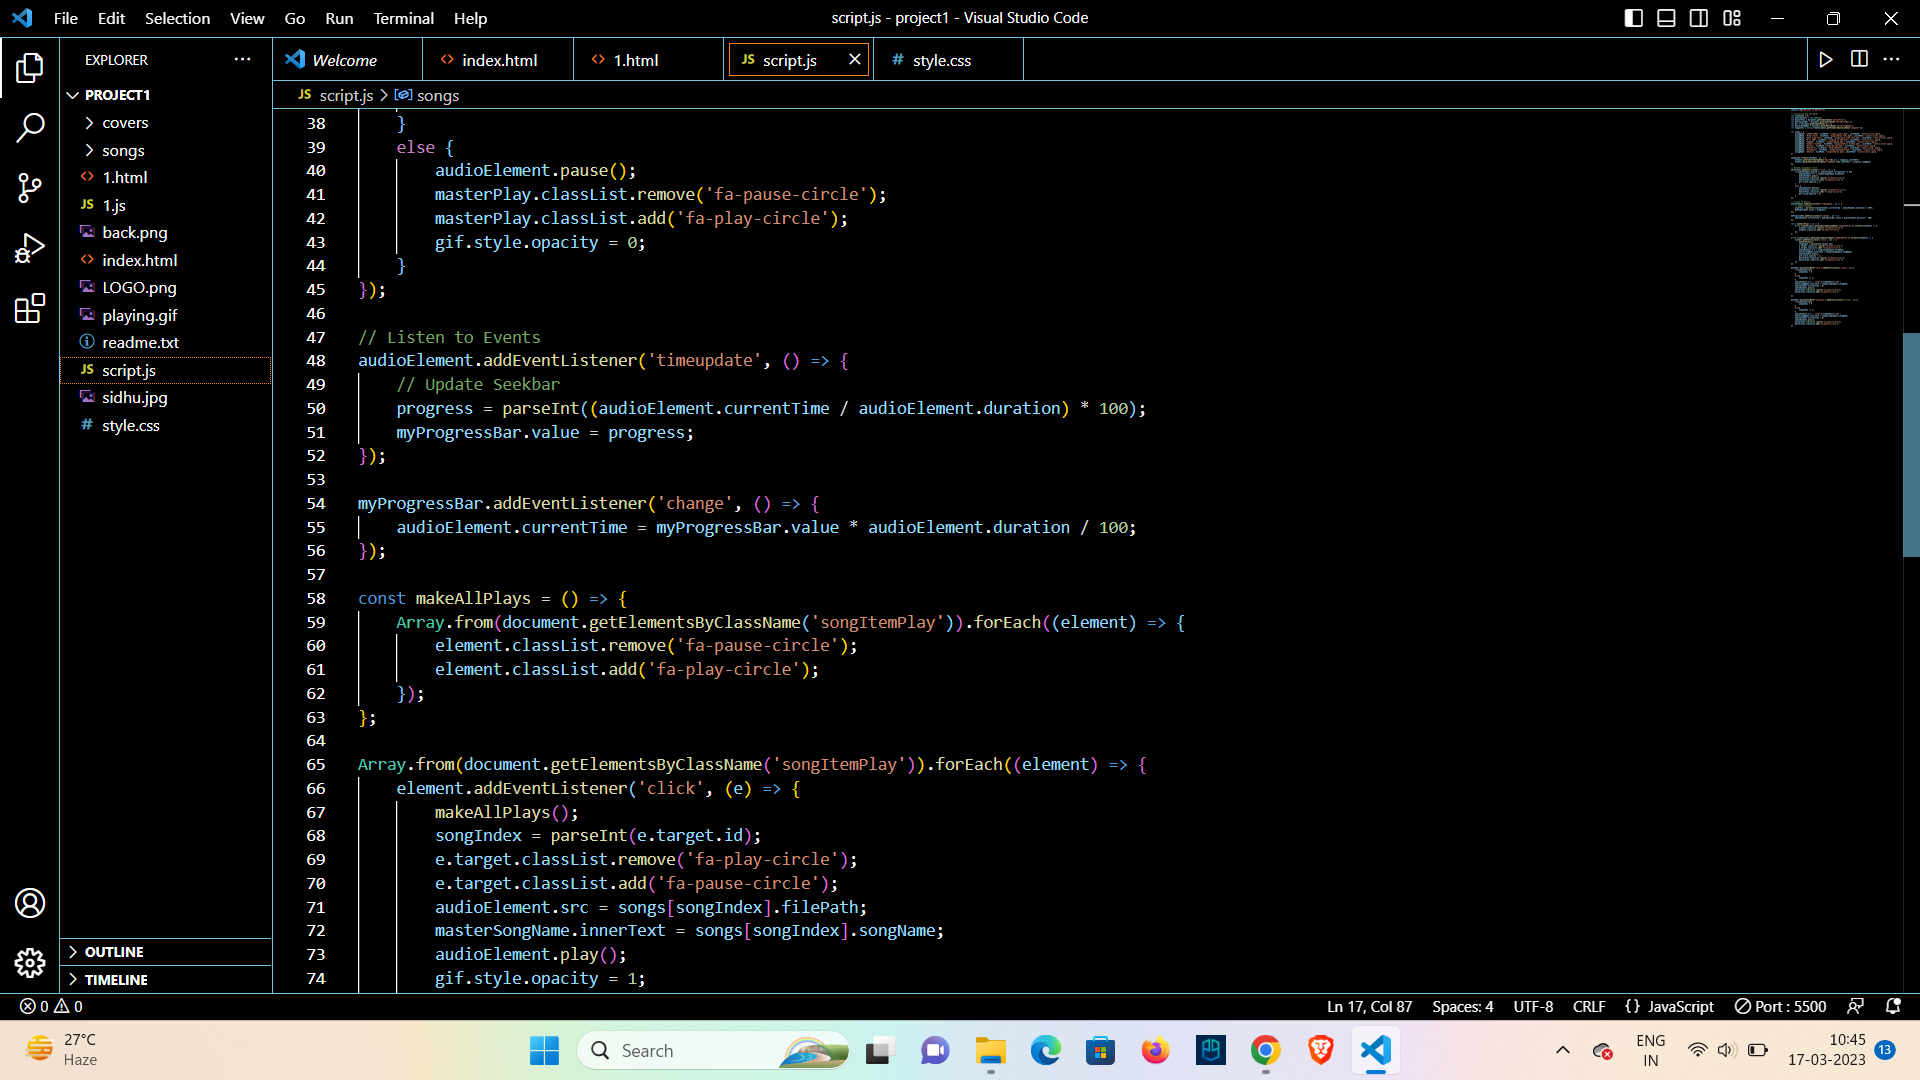 File Edit Selection View Go Run Terminal Help
script.js - project1 - Visual Studio Code
EXPLORER
PROJECT1
covers
songs
1.html
JS 1.js
back.png
index.html
LOGO.png
playing.gif
readme.txt
JS script.js
sidhu.jpg
# style.css
OUTLINE
TIMELINE
Welcome
<> index.html
<> 1.html
JS script.js
# style.css
JS script.js > songs
38 }
39 else {
40 audioElement.pause();
41 masterPlay.classList.remove('fa-pause-circle');
42 masterPlay.classList.add('fa-play-circle');
43 gif.style.opacity = 0;
44 }
45 });
46
47 // Listen to Events
48 audioElement.addEventListener('timeupdate', () => {
49 // Update Seekbar
50 progress = parseInt((audioElement.currentTime / audioElement.duration) * 100);
51 myProgressBar.value = progress;
52 });
53
54 myProgressBar.addEventListener('change', () => {
55 audioElement.currentTime = myProgressBar.value * audioElement.duration / 100;
56 });
57
58 const makeAllPlays = () => {
59 Array.from(document.getElementsByClassName('songItemPlay')).forEach((element) => {
60 element.classList.remove('fa-pause-circle');
61 element.classList.add('fa-play-circle');
62 });
63 };
64
65 Array.from(document.getElementsByClassName('songItemPlay')).forEach((element) => {
66 element.addEventListener('click', (e) => {
67 makeAllPlays();
68 songIndex = parseInt(e.target.id);
69 e.target.classList.remove('fa-play-circle');
70 e.target.classList.add('fa-pause-circle');
71 audioElement.src = songs[songIndex].filePath;
72 masterSongName.innerText = songs[songIndex].songName;
73 audioElement.play();
74 gif.style.opacity = 1;
0 0
Ln 17, Col 87 Spaces: 4 UTF-8 CRLF {} JavaScript Port : 5500
27°C
Haze
Search
ENG
IN
10:45
17-03-2023
13